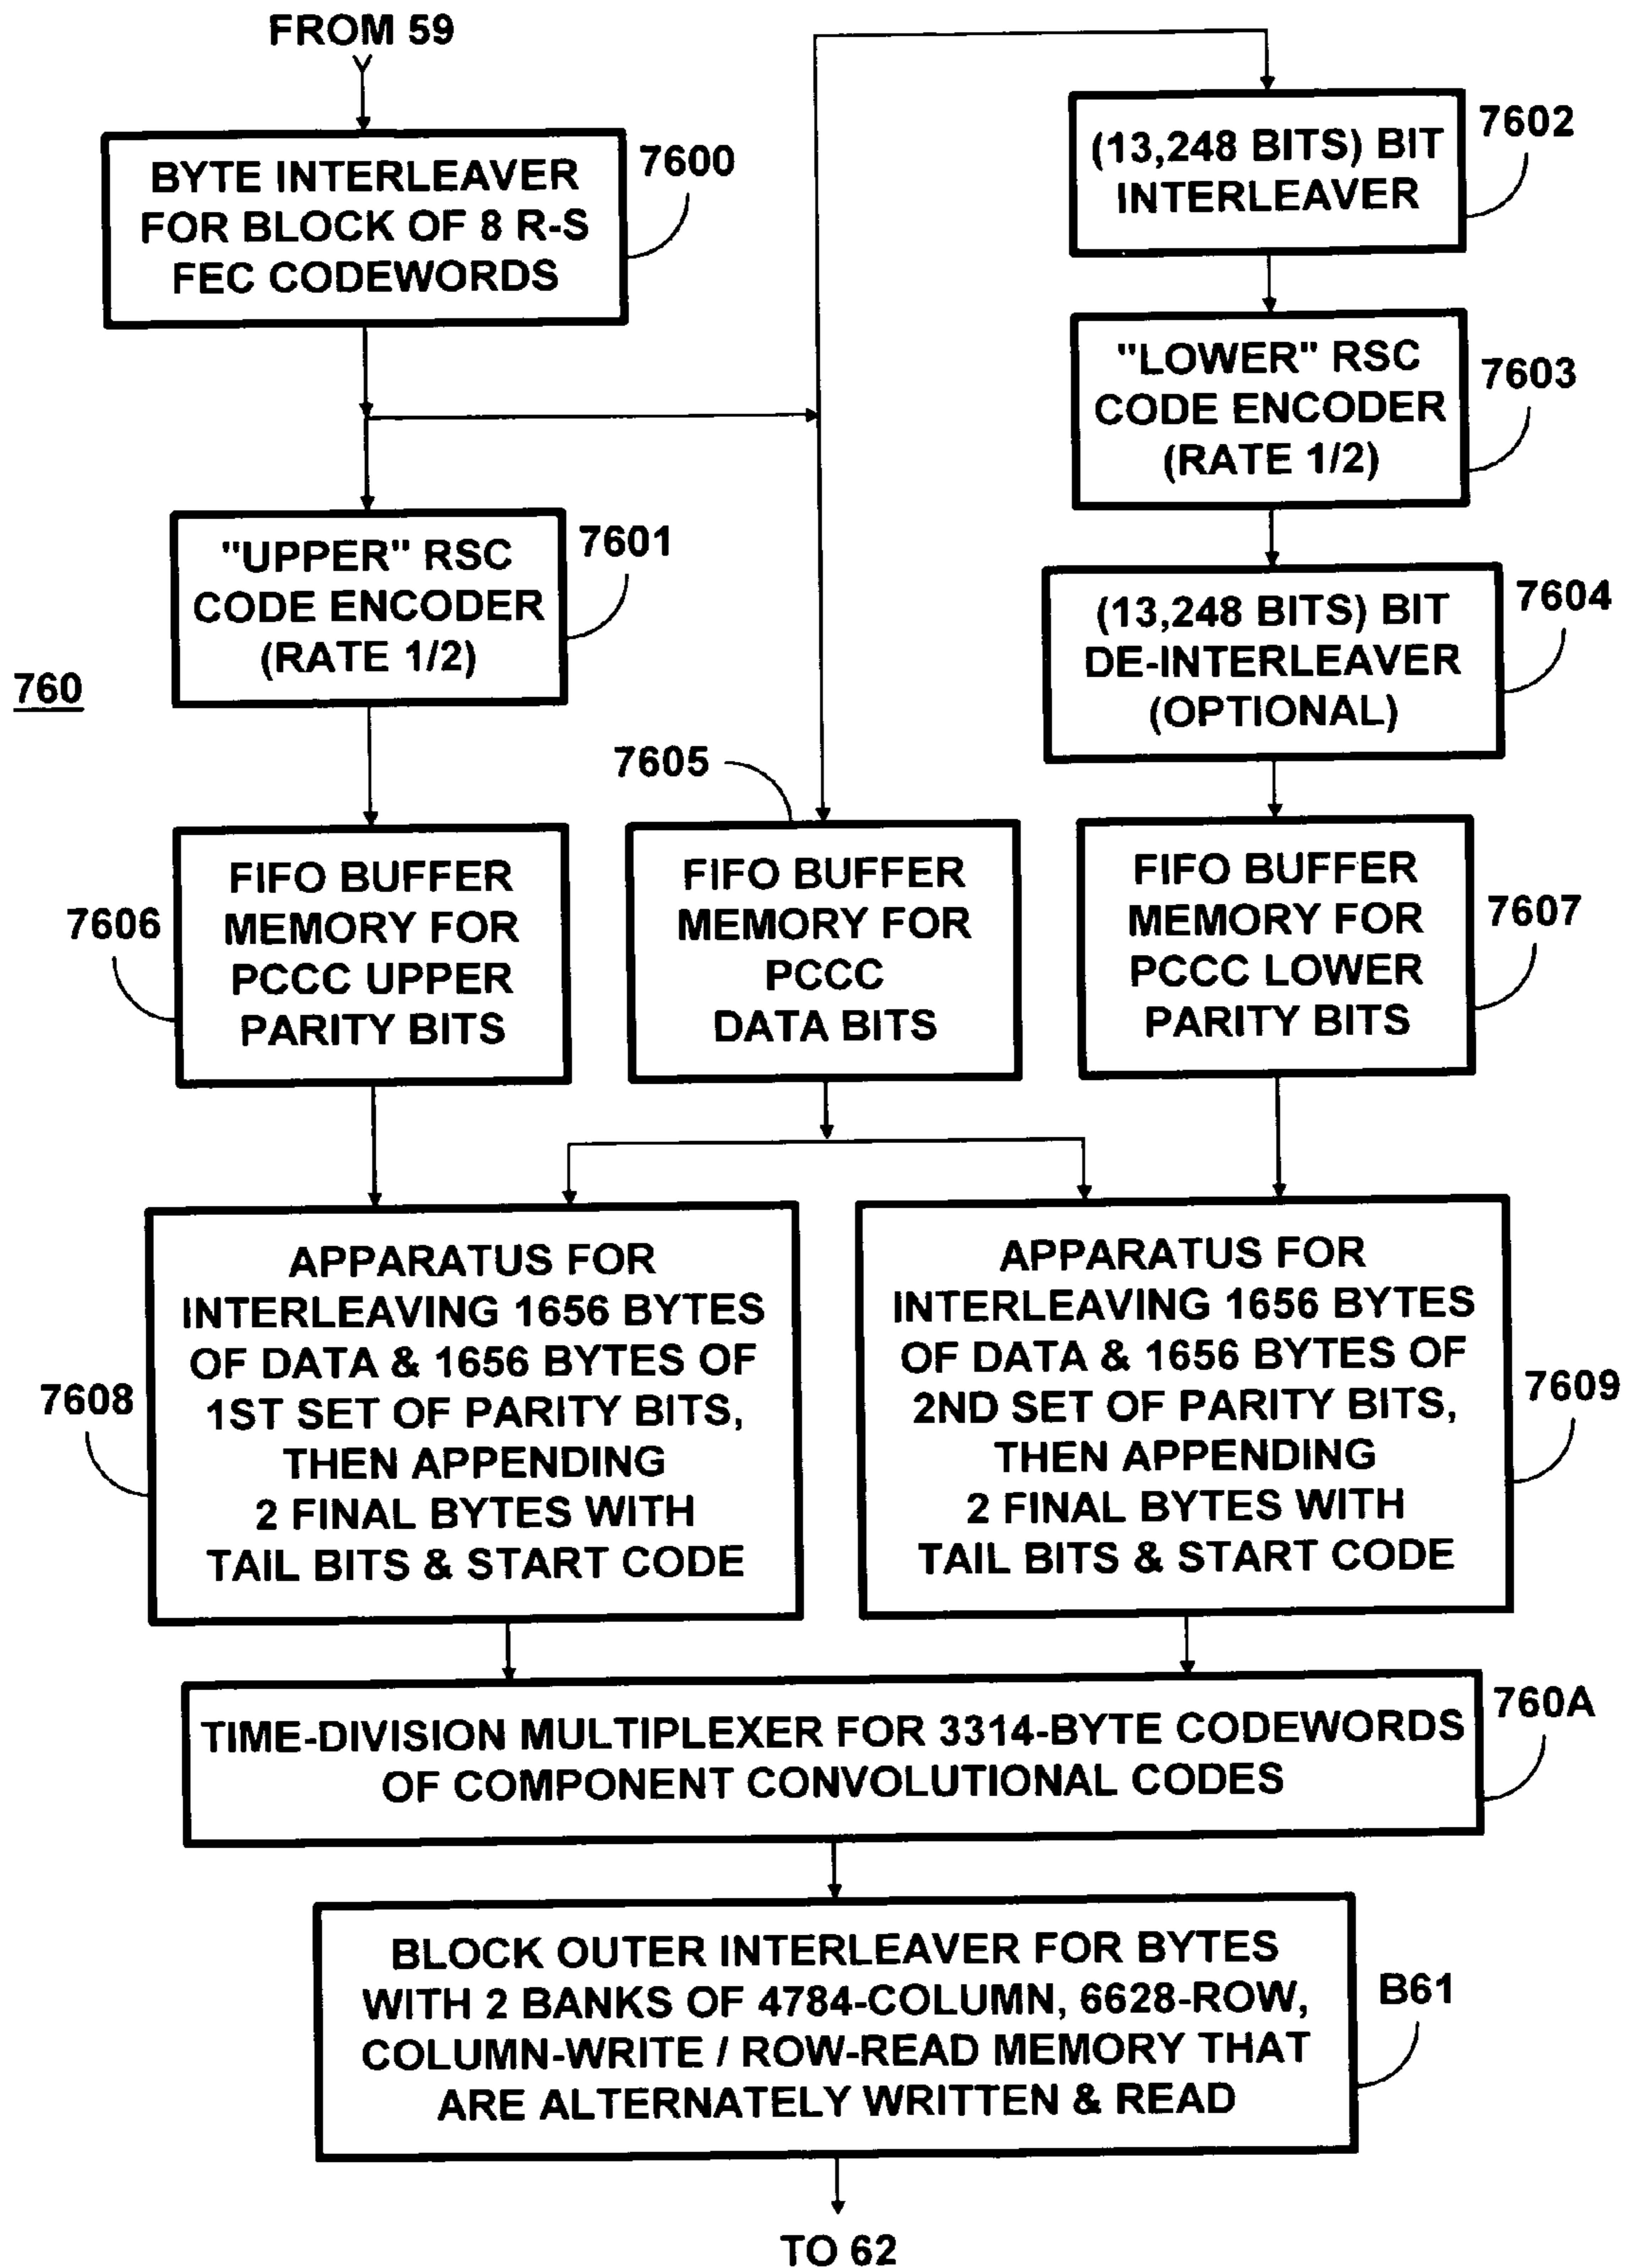 FROM 59
BYTE INTERLEAVER
FOR BLOCK OF 8 R-S
FEC CODEWORDS
7600
(13,248 BITS) BIT
INTERLEAVER
7602
"LOWER" RSC
CODE ENCODER
(RATE 1/2)
7603
"UPPER" RSC
CODE ENCODER
(RATE 1/2)
7601
(13,248 BITS) BIT
DE-INTERLEAVER
(OPTIONAL)
7604
760
7605
FIFO BUFFER
MEMORY FOR
PCCC UPPER
PARITY BITS
7606
FIFO BUFFER
MEMORY FOR
PCCC
DATA BITS
FIFO BUFFER
MEMORY FOR
PCCC LOWER
PARITY BITS
7607
APPARATUS FOR
INTERLEAVING 1656 BYTES
OF DATA & 1656 BYTES OF
1ST SET OF PARITY BITS,
THEN APPENDING
2 FINAL BYTES WITH
TAIL BITS & START CODE
7608
APPARATUS FOR
INTERLEAVING 1656 BYTES
OF DATA & 1656 BYTES OF
2ND SET OF PARITY BITS,
THEN APPENDING
2 FINAL BYTES WITH
TAIL BITS & START CODE
7609
TIME-DIVISION MULTIPLEXER FOR 3314-BYTE CODEWORDS
OF COMPONENT CONVOLUTIONAL CODES
760A
BLOCK OUTER INTERLEAVER FOR BYTES
WITH 2 BANKS OF 4784-COLUMN, 6628-ROW,
COLUMN-WRITE / ROW-READ MEMORY THAT
ARE ALTERNATELY WRITTEN & READ
B61
TO 62